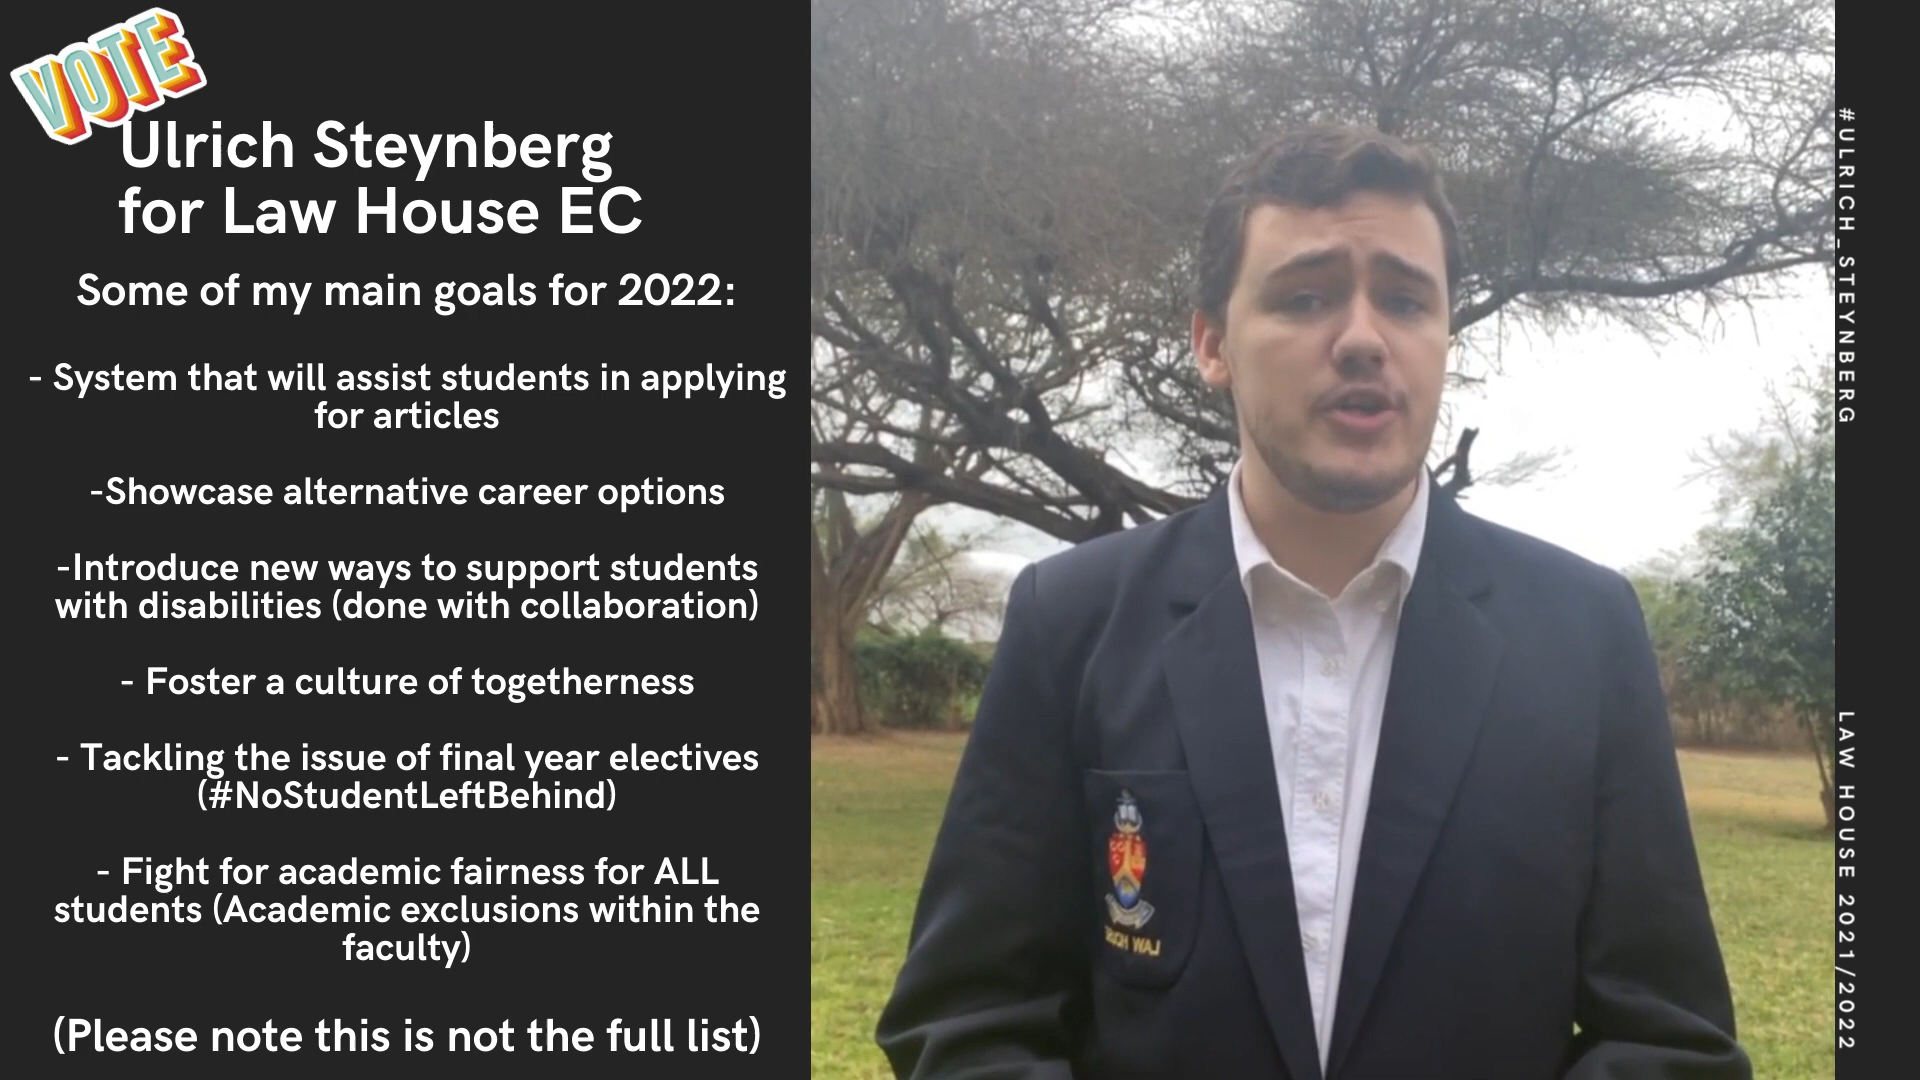 VOTE
Ulrich Steynberg
for Law House EC
Some of my main goals for 2022:
- System that will assist students in applying
for articles
-Showcase alternative career options
-Introduce new ways to support students
with disabilities (done with collaboration)
- Foster a culture of togetherness
- Tackling the issue of final year electives
(#NoStudentLeftBehind)
- Fight for academic fairness for ALL
students (Academic exclusions within the
faculty)
(Please note this is not the full list)
LAW HOUSE
#ULRICH_STEYNBERG
LAW HOUSE 2021/2022